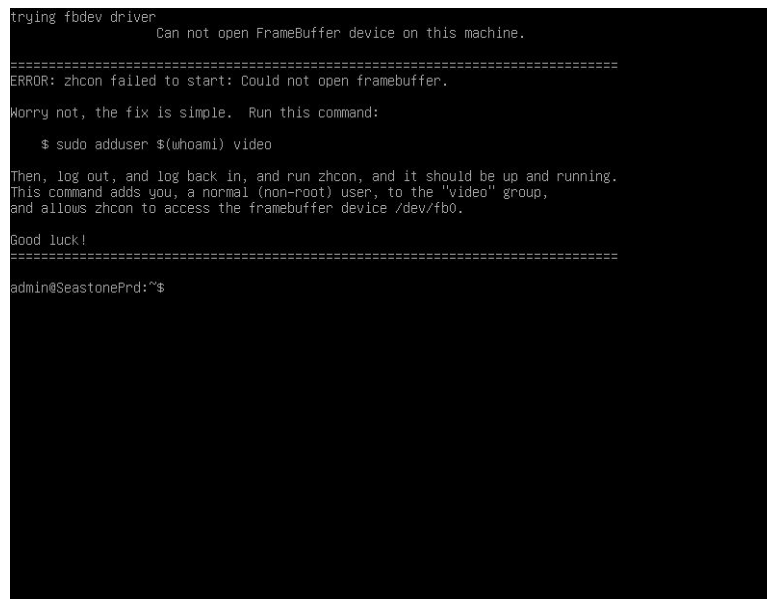 trying fbdev driver
Can not open FrameBuffer device on this machine.
===============================================================================
ERROR: zhcon failed to start: Could not open framebuffer.
Worry not, the fix is simple.  Run this command:
$ sudo adduser $(whoami) video
Then, log out, and log back in, and run zhcon, and it should be up and running.
This command adds you, a normal (non-root) user, to the "video" group,
and allows zhcon to access the framebuffer device /dev/fb0.
Good luck!
===============================================================================
admin@SeastonePrd:~$